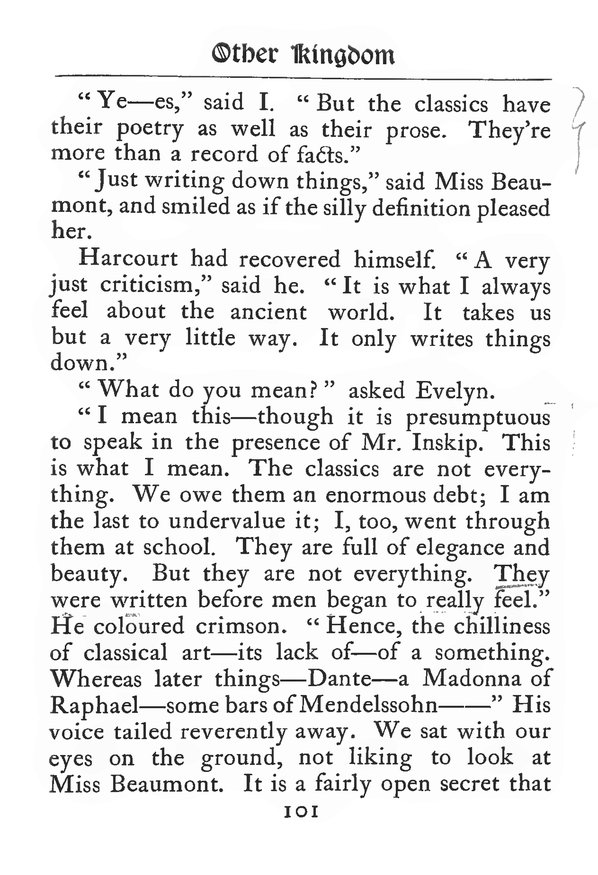 Other Kingdom
“ Ye—es,” said I. “ But the classics have
their poetry as well as their prose. They’re
more than a record of facts.”
“ Just writing down things,” said Miss Beau-
mont, and smiled as if the silly definition pleased
her.
Harcourt had recovered himself. “ A very
just criticism,” said he. “ It is what I always
feel about the ancient world. It takes us
but a very little way. It only writes things
down.”
“ What do you mean? ” asked Evelyn.
“ I mean this—though it is presumptuous
to speak in the presence of Mr. Inskip. This
is what I mean. The classics are not every-
thing. We owe them an enormous debt; I am
the last to undervalue it; I, too, went through
them at school. They are full of elegance and
beauty. But they are not everything. They
were written before men began to really feel.”
He coloured crimson. “ Hence, the chilliness
of classical art—its lack of—of a something.
Whereas later things—Dante—a Madonna of
Raphael—some bars of Mendelssohn——” His
voice tailed reverently away. We sat with our
eyes on the ground, not liking to look at
Miss Beaumont. It is a fairly open secret that
101